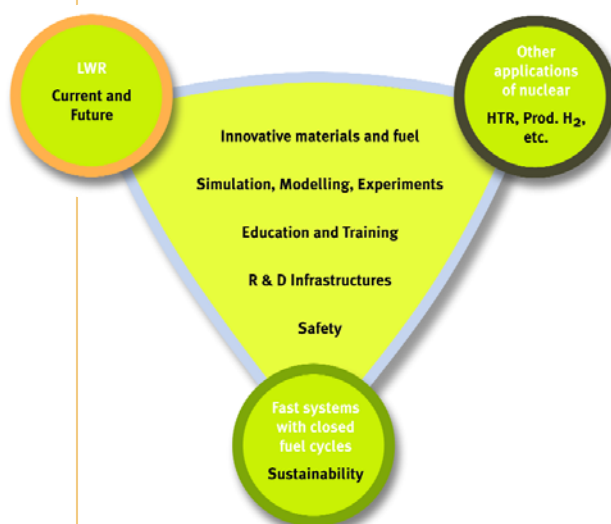 LWR
Current and
Future
Other
applications
of nuclear
HTR, Prod. H₂,
etc.
Innovative materials and fuel
Simulation, Modelling, Experiments
Education and Training
R & D Infrastructures
Safety
Fast systems
with closed
fuel cycles
Sustainability